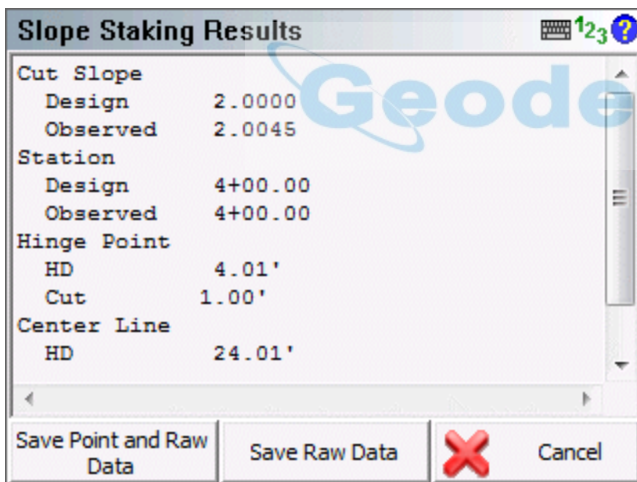 Slope Staking Results
123?
Geode
Cut Slope
Design 2.0000
Observed 2.0045
Station
Design 4+00.00
Observed 4+00.00
Hinge Point
HD 4.01'
Cut 1.00'
Center Line
HD 24.01'
Save Point and Raw
Data
Save Raw Data
Cancel